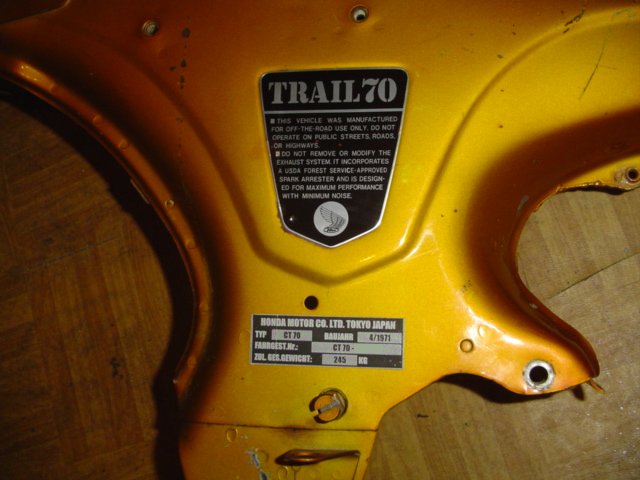 TRAIL70
■ THIS VEHICLE WAS MANUFACTURED
FOR OFF-THE-ROAD USE ONLY. DO NOT
OPERATE ON PUBLIC STREETS, ROADS,
OR HIGHWAYS.
■ DO NOT REMOVE OR MODIFY THE
EXHAUST SYSTEM. IT INCORPORATES
A USDA FOREST SERVICE-APPROVED
SPARK ARRESTER AND IS DESIGN-
ED FOR MAXIMUM PERFORMANCE
WITH MINIMUM NOISE.
HONDA MOTOR CO. LTD. TOKYO JAPAN
TYP CT 70 BAUJAHR 4/1971
FAHRGEST.Nr.: CT 70 -
ZUL. GES.GEWICHT: 245 KG